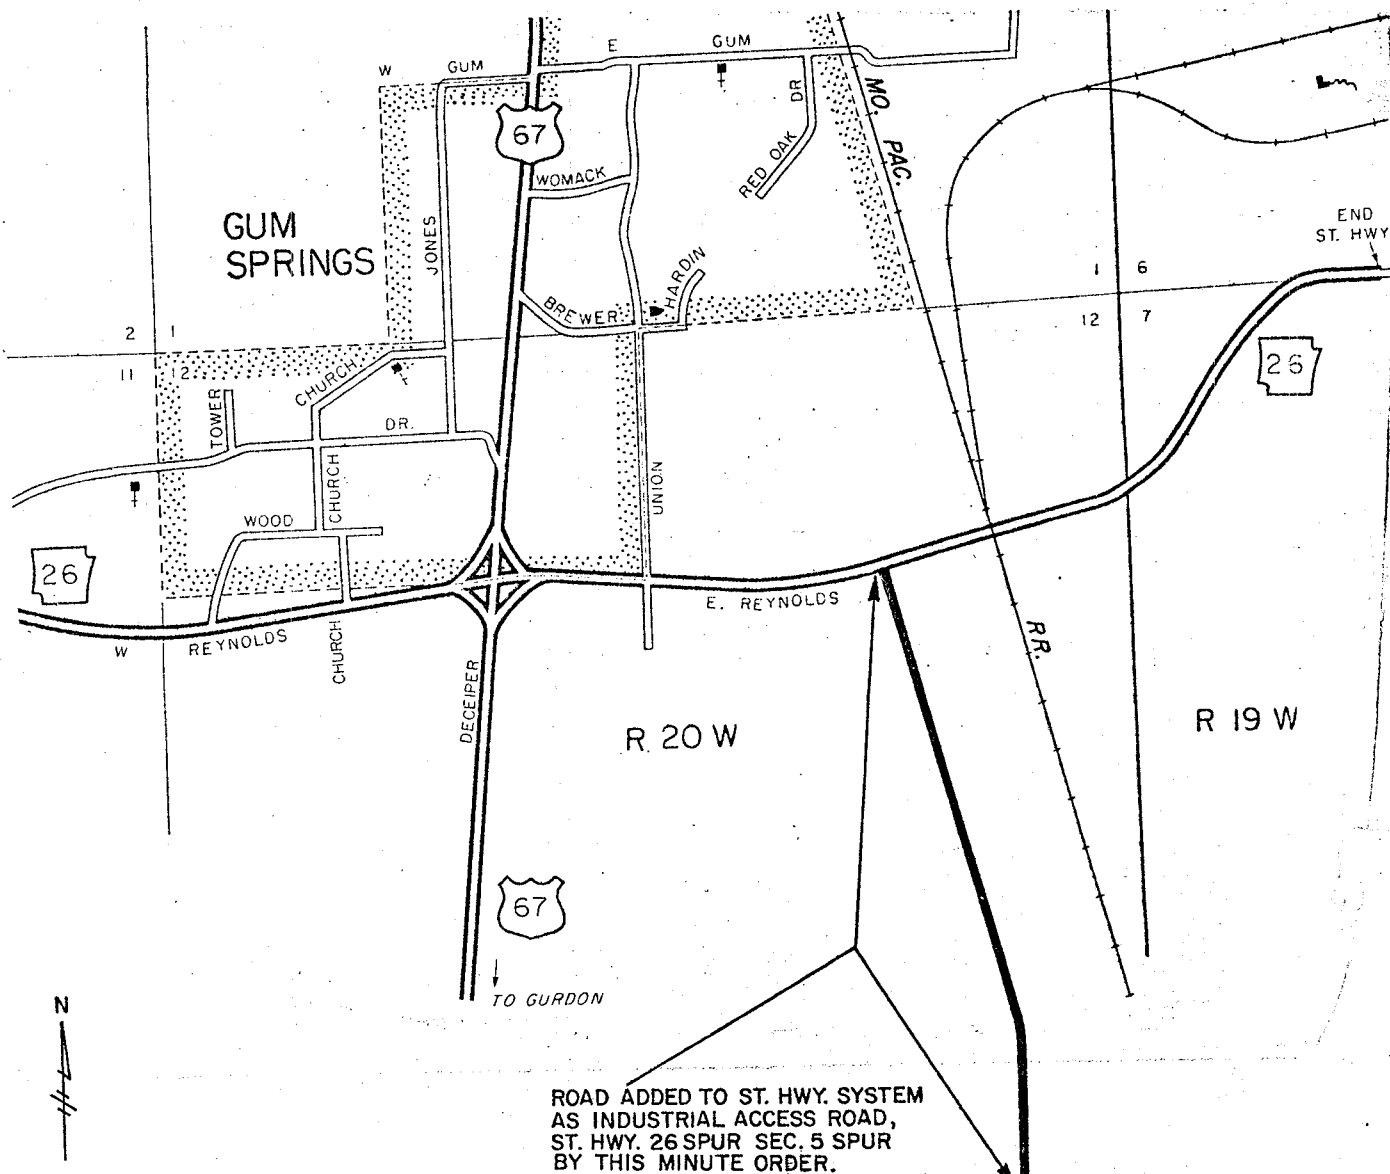 W
GUM
E
GUM
MO. PAC.
DR
67
RED OAK
WOMACK
GUM
SPRINGS
JONES
HARDIN
END
ST. HWY
1 6
12 7
BREWER
2 1
11 12
CHURCH
26
TOWER
DR.
CHURCH
UNION
WOOD
26
E. REYNOLDS
W
REYNOLDS
CHURCH
RR.
DECEIPER
R 20 W
R 19 W
67
TO GURDON
N
ROAD ADDED TO ST. HWY. SYSTEM
AS INDUSTRIAL ACCESS ROAD,
ST. HWY. 26 SPUR SEC. 5 SPUR
BY THIS MINUTE ORDER.